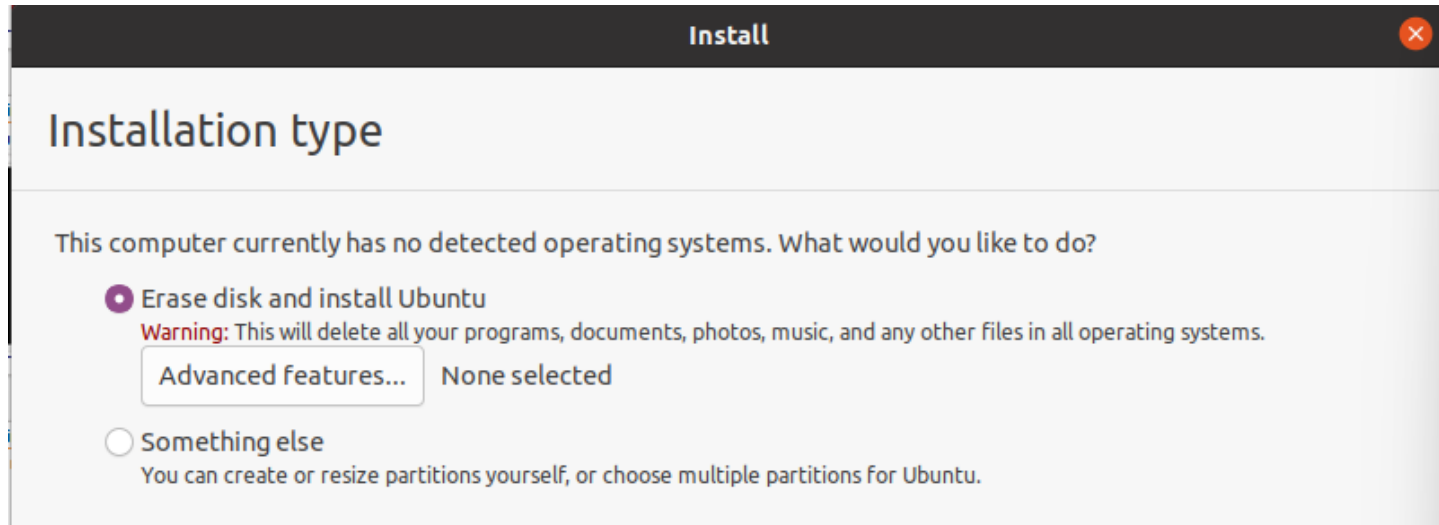 Install
Installation type
This computer currently has no detected operating systems. What would you like to do?
Erase disk and install Ubuntu
Warning: This will delete all your programs, documents, photos, music, and any other files in all operating systems.
Advanced features... None selected
Something else
You can create or resize partitions yourself, or choose multiple partitions for Ubuntu.